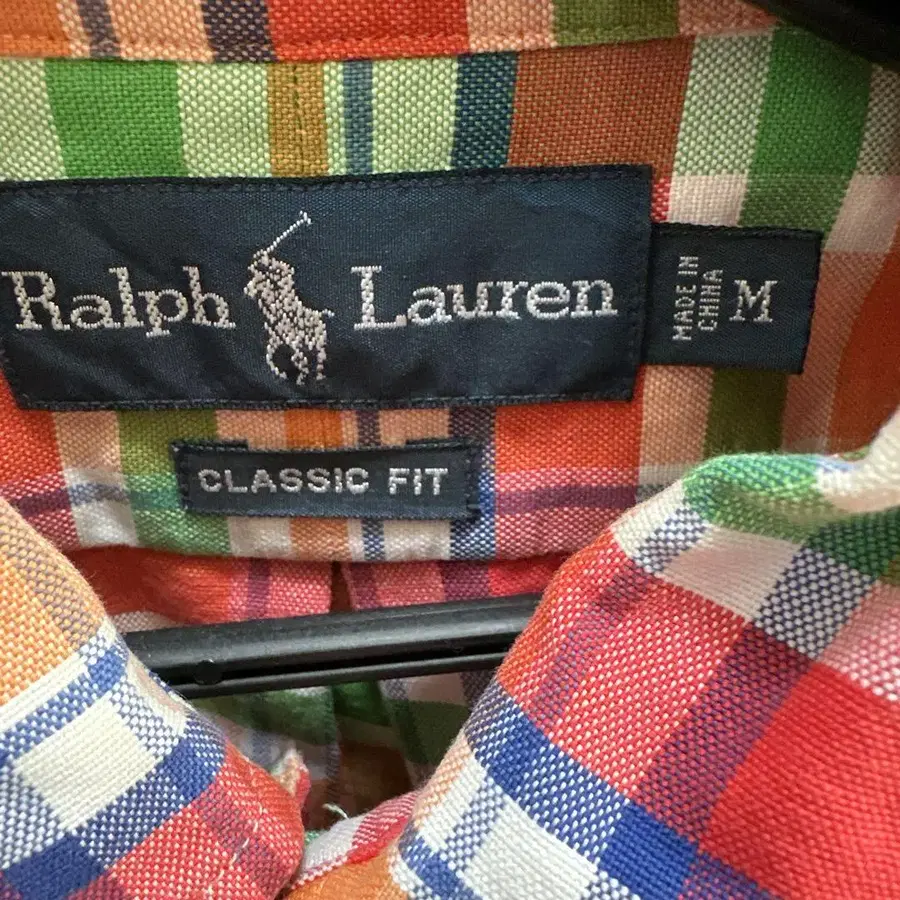 Ralph Lauren
MADE IN
CHINA
M
CLASSIC FIT